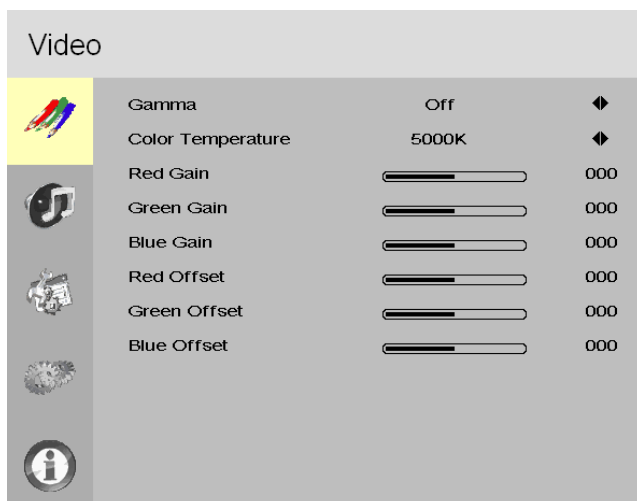 Video
Gamma Off
Color Temperature 5000K
Red Gain 000
Green Gain 000
Blue Gain 000
Red Offset 000
Green Offset 000
Blue Offset 000